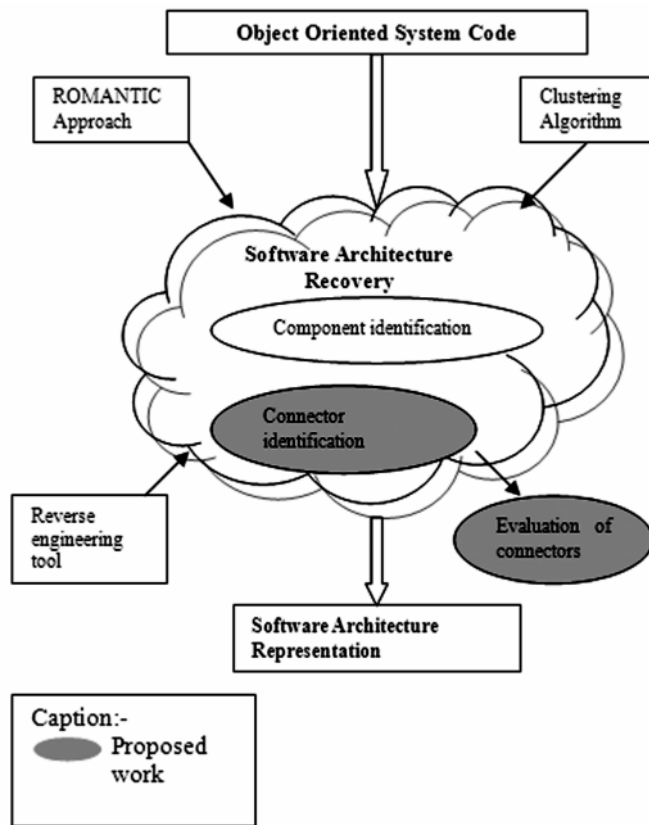 Object Oriented System Code
ROMANTIC
Approach
Clustering
Algorithm
Software Architecture
Recovery
Component identification
Connector
identification
Reverse
engineering
tool
Evaluation of
connectors
Software Architecture
Representation
Caption:-
Proposed
work